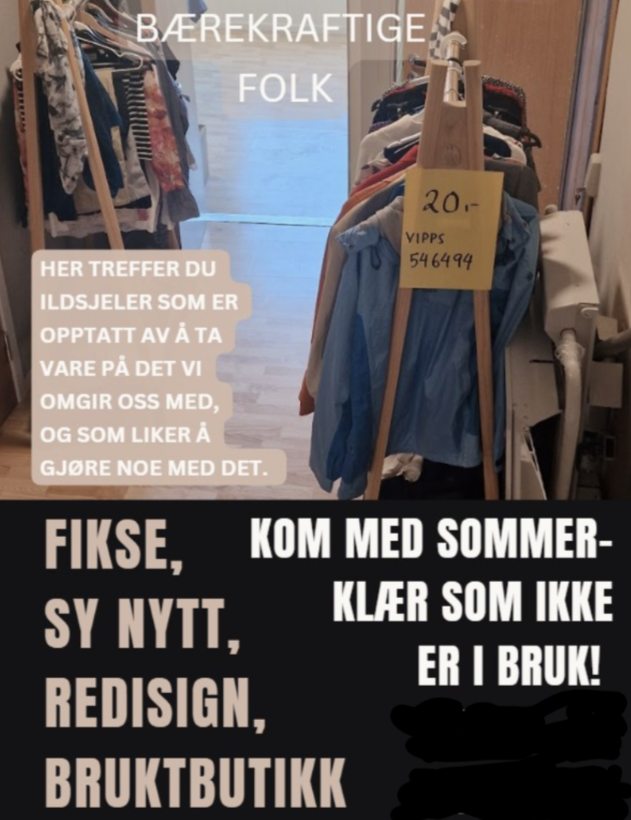 BÆREKRAFTIGE
FOLK
20.-
VIPPS
546494
HER TREFFER DU
ILDSJELER SOM ER
OPPTATT AV Å TA
VARE PÅ DET VI
OMGIR OSS MED,
OG SOM LIKER Å
GJØRE NOE MED DET.
FIKSE,
SY NYTT,
REDISIGN,
BRUKTBUTIKK
KOM MED SOMMER-
KLÆR SOM IKKE
ER I BRUK!